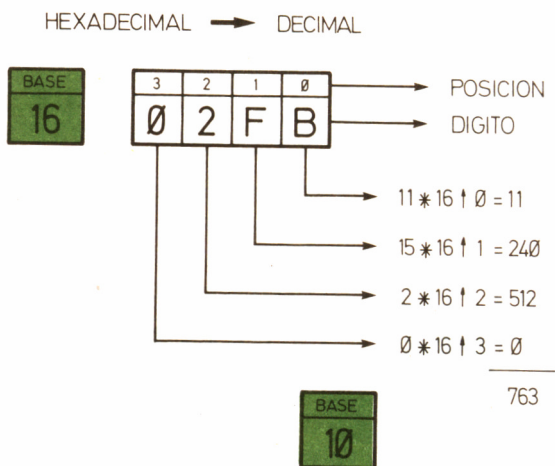 HEXADECIMAL → DECIMAL
BASE
16
3 2 1 Ø
Ø 2 F B
POSICION
DIGITO
11 * 16 ↑ Ø = 11
15 * 16 ↑ 1 = 24Ø
2 * 16 ↑ 2 = 512
Ø * 16 ↑ 3 = Ø
763
BASE
1Ø